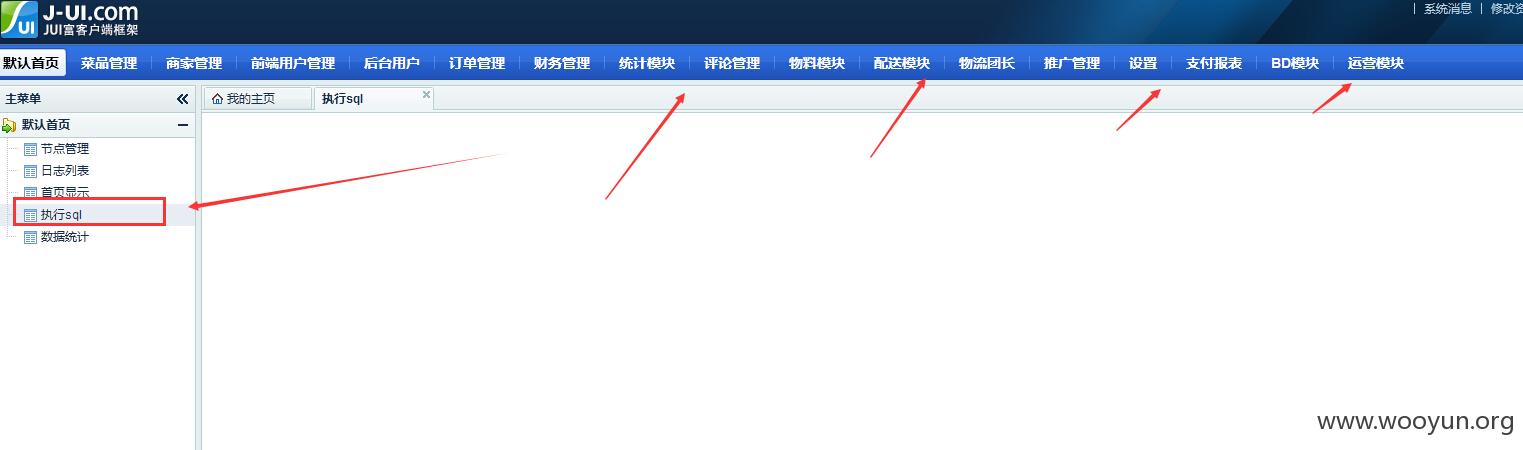 J-UI.com
JUI富客户端框架
系统消息 修改资
默认首页 菜品管理 商家管理 前端用户管理 后台用户 订单管理 财务管理 统计模块 评论管理 物料模块 配送模块 物流团长 推广管理 设置 支付报表 BD模块 运营模块
主菜单
我的主页 执行sql
默认首页
节点管理
日志列表
首页显示
执行sql
数据统计
www.wooyun.org